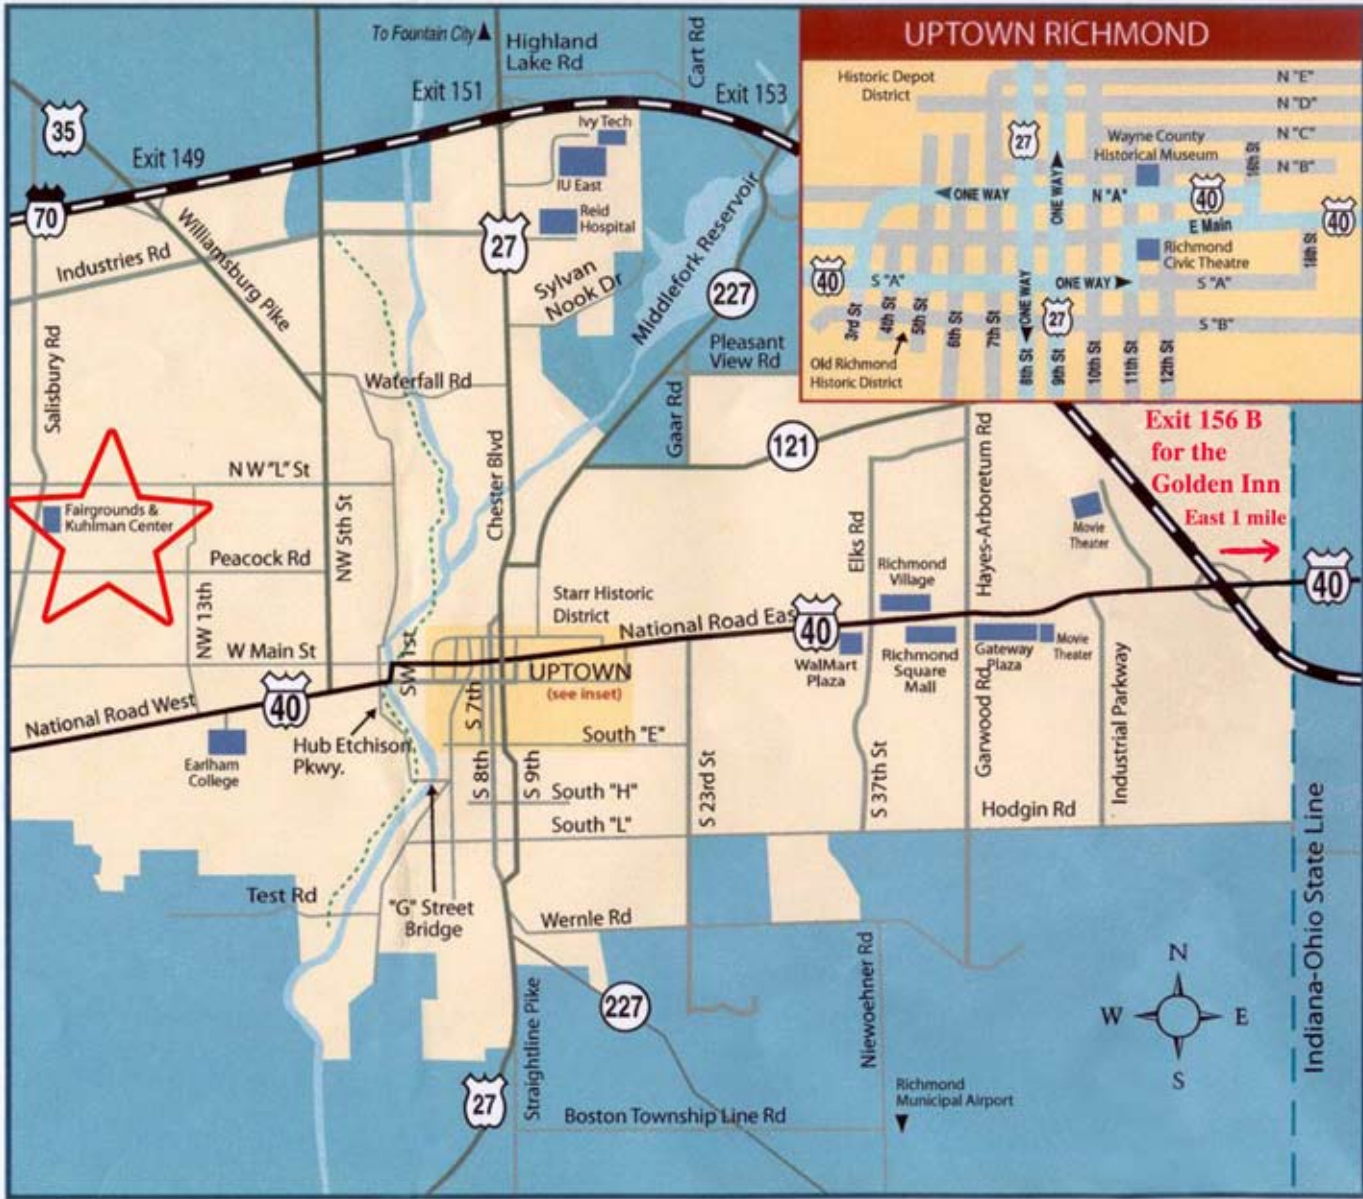 To Fountain City
Highland
Lake Rd
Cart Rd
Exit 151
Exit 153
35
Exit 149
Ivy Tech
IU East
70
Reid
Hospital
27
Industries Rd
Williamsburg Pike
Sylvan
Nook Dr
Middlefork Reservoir
227
Pleasant
View Rd
Salisbury Rd
Waterfall Rd
Gaar Rd
121
Chester Blvd
N W "L" St
Fairgrounds &
Kuhlman Center
NW 5th St
Peacock Rd
NW 13th
W Main St
SW 1st
Starr Historic
District
National Road East
40
UPTOWN
(see inset)
National Road West
40
Earlham
College
Hub Etchison
Pkwy.
S 7th
S 8th
S 9th
South "E"
South "H"
South "L"
S 23rd St
Test Rd
"G" Street
Bridge
Wernle Rd
227
Straightline Pike
27
Boston Township Line Rd
Niewoehner Rd
Richmond
Municipal Airport
Elks Rd
Richmond
Village
Hayes-Arboretum Rd
WalMart
Plaza
Richmond
Square
Mall
Gateway
Plaza
Movie
Theater
Movie
Theater
S 37th St
Garwood Rd
Industrial Parkway
Hodgin Rd
Exit 156 B
for the
Golden Inn
East 1 mile
40
Indiana-Ohio State Line
N
W
E
S
UPTOWN RICHMOND
Historic Depot
District
N "E"
N "D"
N "C"
N "B"
27
Wayne County
Historical Museum
16th St
ONE WAY
ONE WAY
N "A"
40
E Main
40
Richmond
Civic Theatre
18th St
40
S "A"
ONE WAY
ONE WAY
S "A"
27
S "B"
3rd St
4th St
5th St
6th St
7th St
8th St
9th St
10th St
11th St
12th St
Old Richmond
Historic District